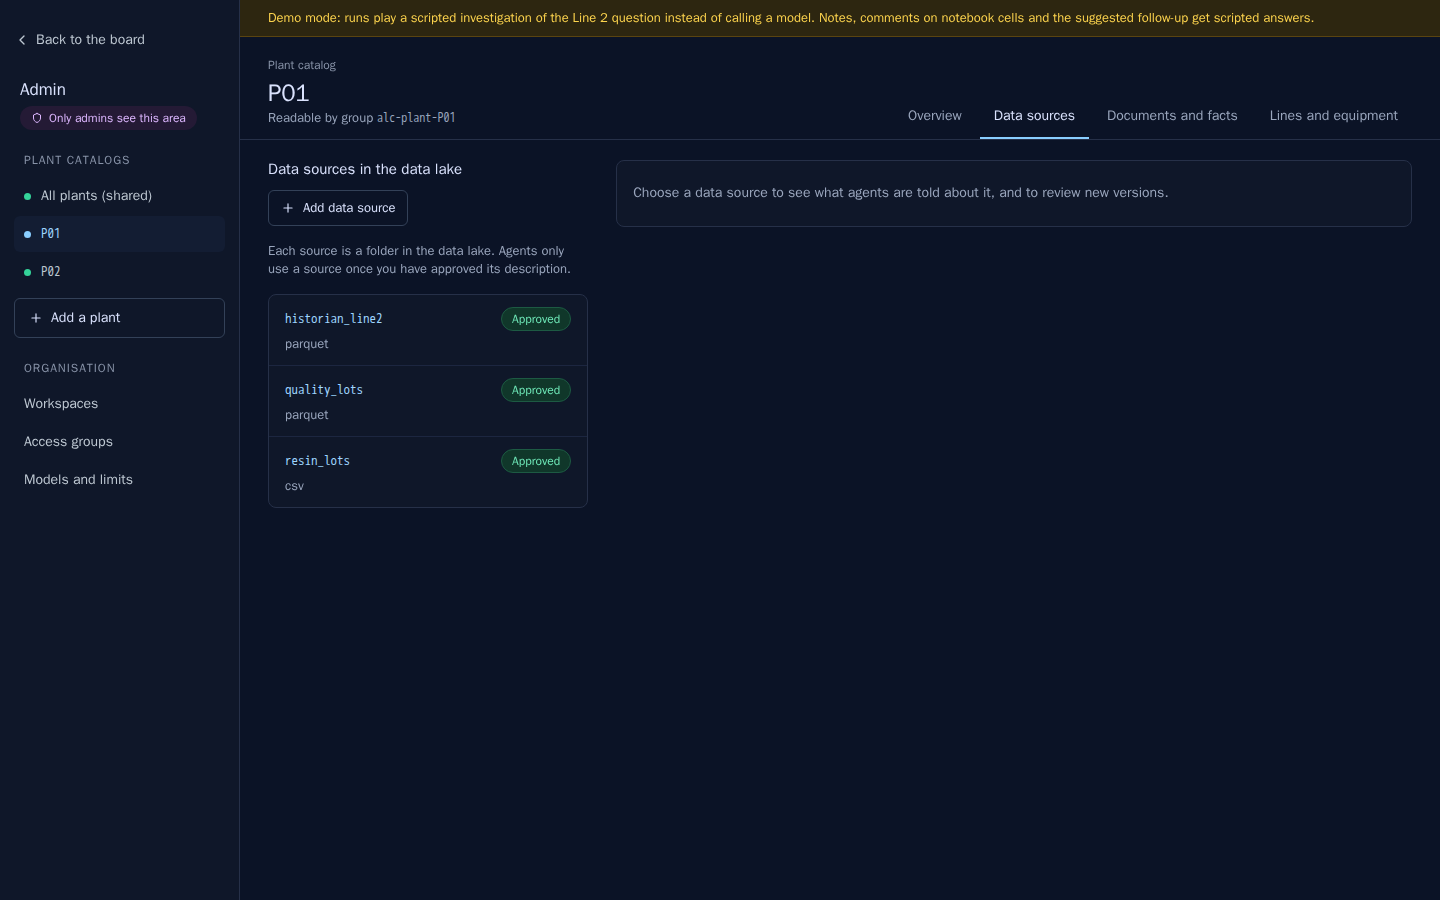 Demo mode: runs play a scripted investigation of the Line 2 question instead of calling a model. Notes, comments on notebook cells and the suggested follow-up get scripted answers.
Back to the board
Admin
Only admins see this area
PLANT CATALOGS
All plants (shared)
P01
P02
Add a plant
ORGANISATION
Workspaces
Access groups
Models and limits
Plant catalog
P01
Readable by group alc-plant-P01
Overview
Data sources
Documents and facts
Lines and equipment
Data sources in the data lake
Add data source
Each source is a folder in the data lake. Agents only
use a source once you have approved its description.
historian_line2
Approved
parquet
quality_lots
Approved
parquet
resin_lots
Approved
csv
Choose a data source to see what agents are told about it, and to review new versions.